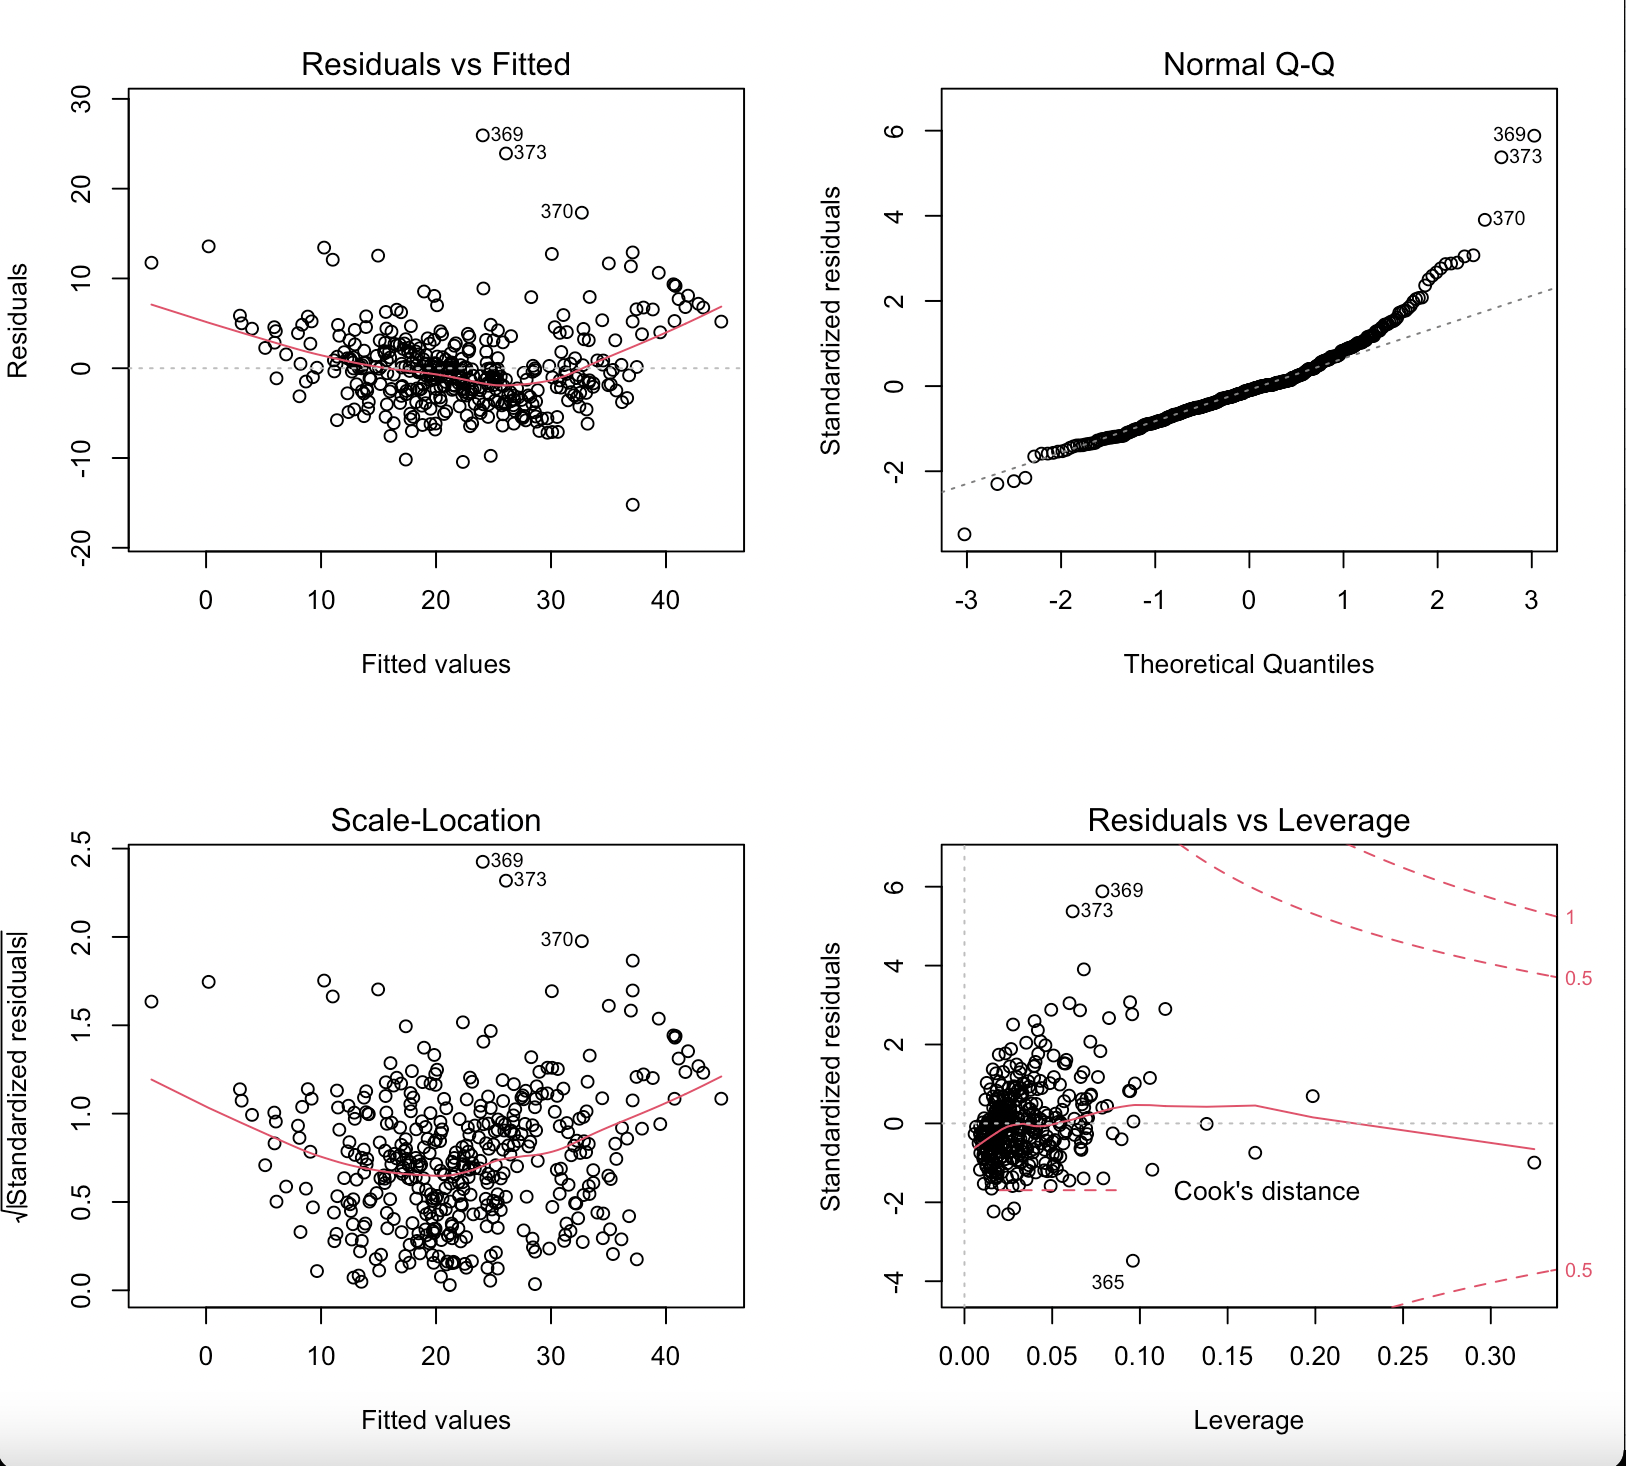 Residuals vs Fitted
30
20
10
0
-10
-20
Residuals
369
373
370
0 10 20 30 40
Fitted values
Normal Q-Q
6
4
2
0
-2
Standardized residuals
369
373
370
-3 -2 -1 0 1 2 3
Theoretical Quantiles
Scale-Location
2.5
2.0
1.5
1.0
0.5
0.0
√|Standardized residuals|
369
373
370
0 10 20 30 40
Fitted values
Residuals vs Leverage
6
4
2
0
-2
-4
Standardized residuals
369
373
1
0.5
Cook's distance
365
0.5
0.00 0.05 0.10 0.15 0.20 0.25 0.30
Leverage